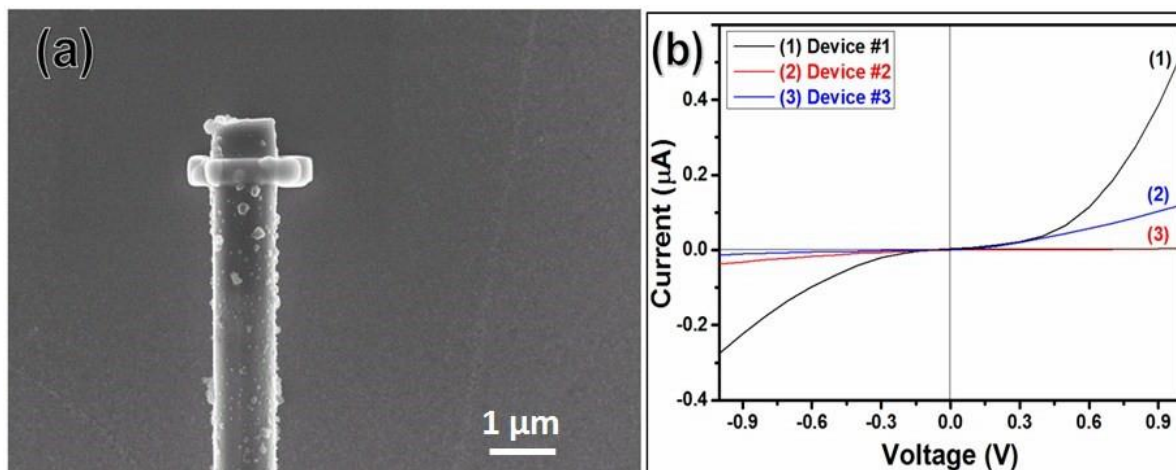 (a)
1 μm
(b)
(1) Device #1
(2) Device #2
(3) Device #3
(1)
(2)
(3)
0.4
0.2
0.0
-0.2
-0.4
Current (μA)
-0.9 -0.6 -0.3 0.0 0.3 0.6 0.9
Voltage (V)